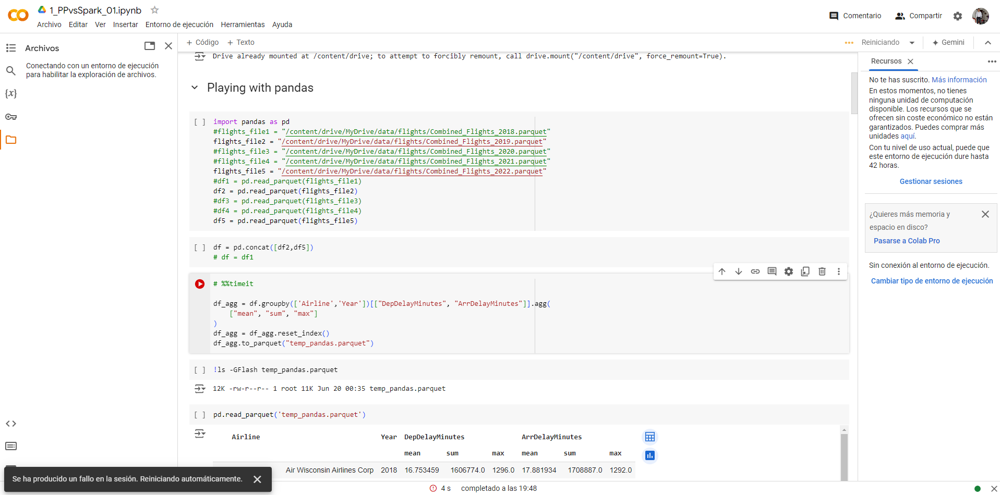 1_PPvsSpark_01.ipynb
Archivo Editar Ver Insertar Entorno de ejecución Herramientas Ayuda
Comentario
Compartir
Archivos
Conectando con un entorno de ejecución
para habilitar la exploración de archivos.
+ Código + Texto
Reiniciando
Gemini
Drive already mounted at /content/drive; to attempt to forcibly remount, call drive.mount("/content/drive", force_remount=True).
Playing with pandas
[ ] import pandas as pd
#flights_file1 = "/content/drive/MyDrive/data/flights/Combined_Flights_2018.parquet"
flights_file2 = "/content/drive/MyDrive/data/flights/Combined_Flights_2019.parquet"
#flights_file3 = "/content/drive/MyDrive/data/flights/Combined_Flights_2020.parquet"
#flights_file4 = "/content/drive/MyDrive/data/flights/Combined_Flights_2021.parquet"
flights_file5 = "/content/drive/MyDrive/data/flights/Combined_Flights_2022.parquet"
#df1 = pd.read_parquet(flights_file1)
df2 = pd.read_parquet(flights_file2)
#df3 = pd.read_parquet(flights_file3)
#df4 = pd.read_parquet(flights_file4)
df5 = pd.read_parquet(flights_file5)
[ ] df = pd.concat([df2,df5])
# df = df1
# %%timeit
df_agg = df.groupby(['Airline','Year'])[["DepDelayMinutes", "ArrDelayMinutes"]].agg(
["mean", "sum", "max"]
)
df_agg = df_agg.reset_index()
df_agg.to_parquet("temp_pandas.parquet")
[ ] !ls -GFlash temp_pandas.parquet
12K -rw-r--r-- 1 root 11K Jun 20 00:35 temp_pandas.parquet
[ ] pd.read_parquet('temp_pandas.parquet')
Airline Year DepDelayMinutes ArrDelayMinutes
mean sum max mean sum max
Air Wisconsin Airlines Corp 2018 16.753459 1606774.0 1296.0 17.881934 1708887.0 1292.0
Recursos
No te has suscrito. Más información
En estos momentos, no tienes
ninguna unidad de computación
disponible. Los recursos que se
ofrecen sin coste económico no están
garantizados. Puedes comprar más
unidades aquí.
Con tu nivel de uso actual, puede que
este entorno de ejecución dure hasta
42 horas.
Gestionar sesiones
¿Quieres más memoria y
espacio en disco?
Pasarse a Colab Pro
Sin conexión al entorno de ejecución.
Cambiar tipo de entorno de ejecución
Se ha producido un fallo en la sesión. Reiniciando automáticamente.
4 s completado a las 19:48